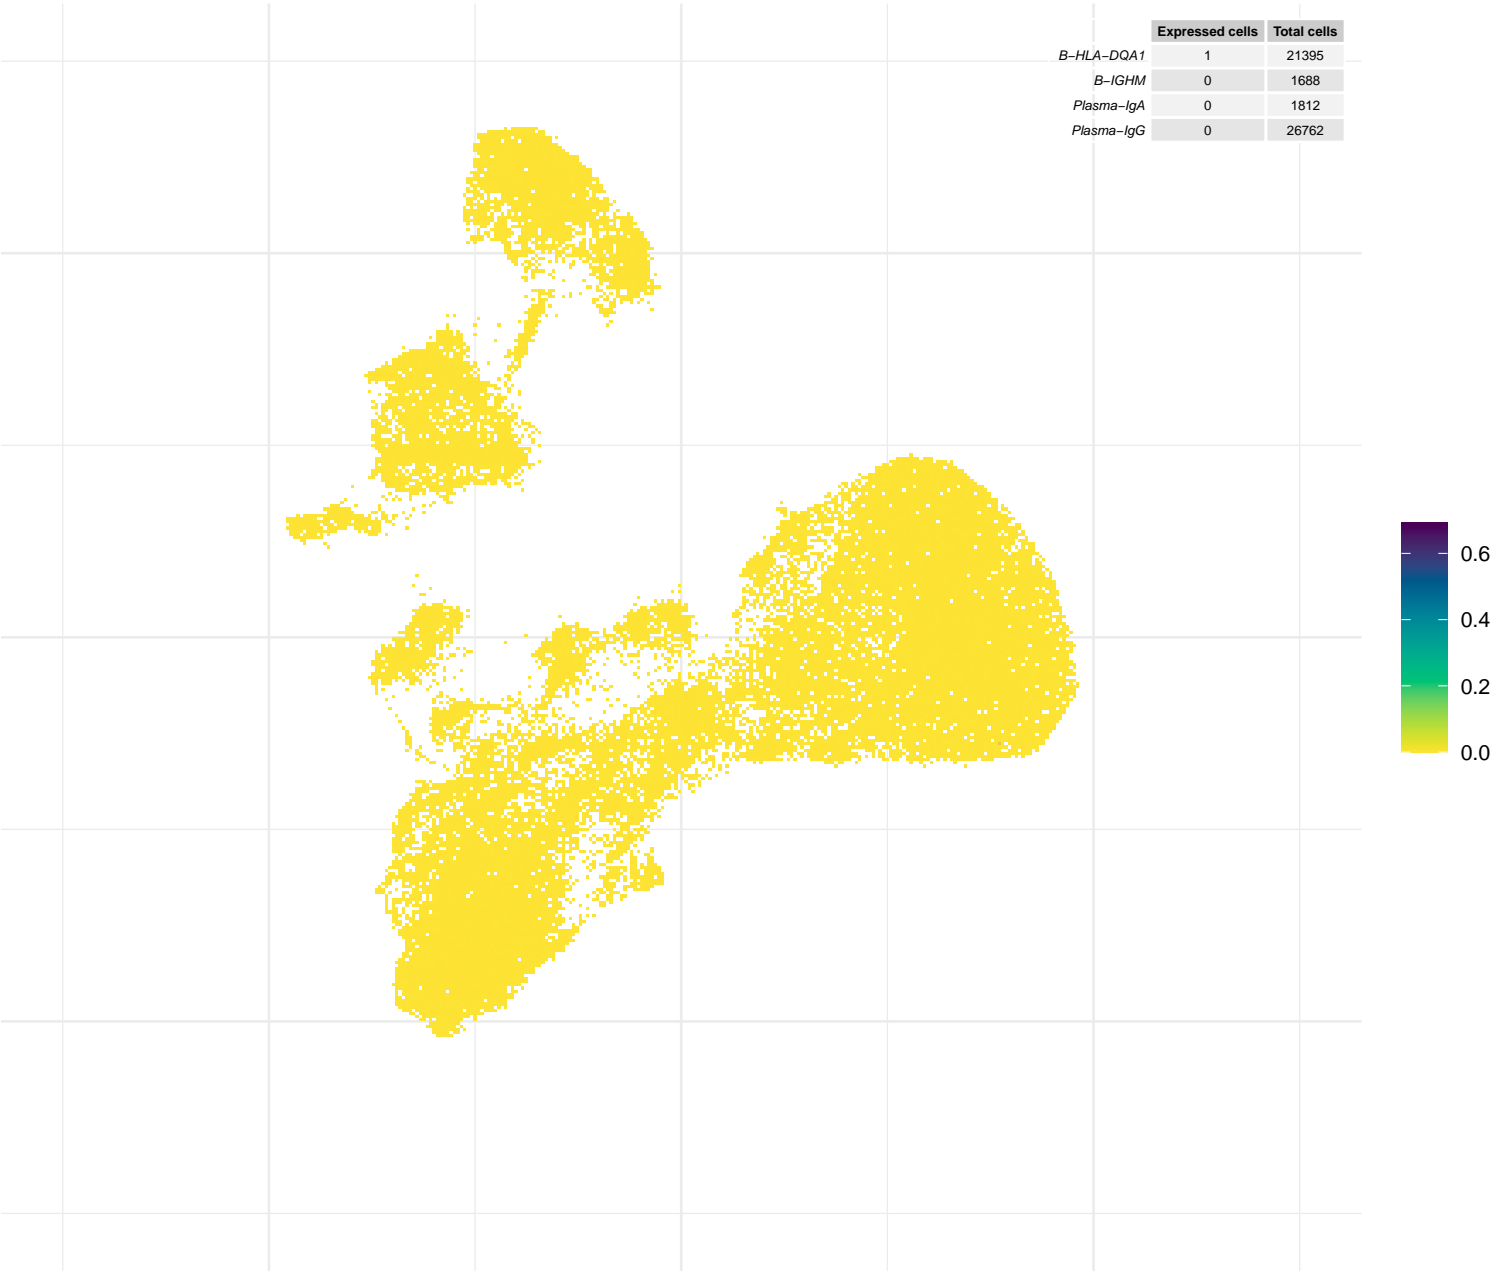 Expressed cells Total cells
B−HLA−DQA1 1 21395
B−IGHM 0 1688
Plasma−IgA 0 1812
Plasma−IgG 0 26762
0.6
0.4
0.2
0.0